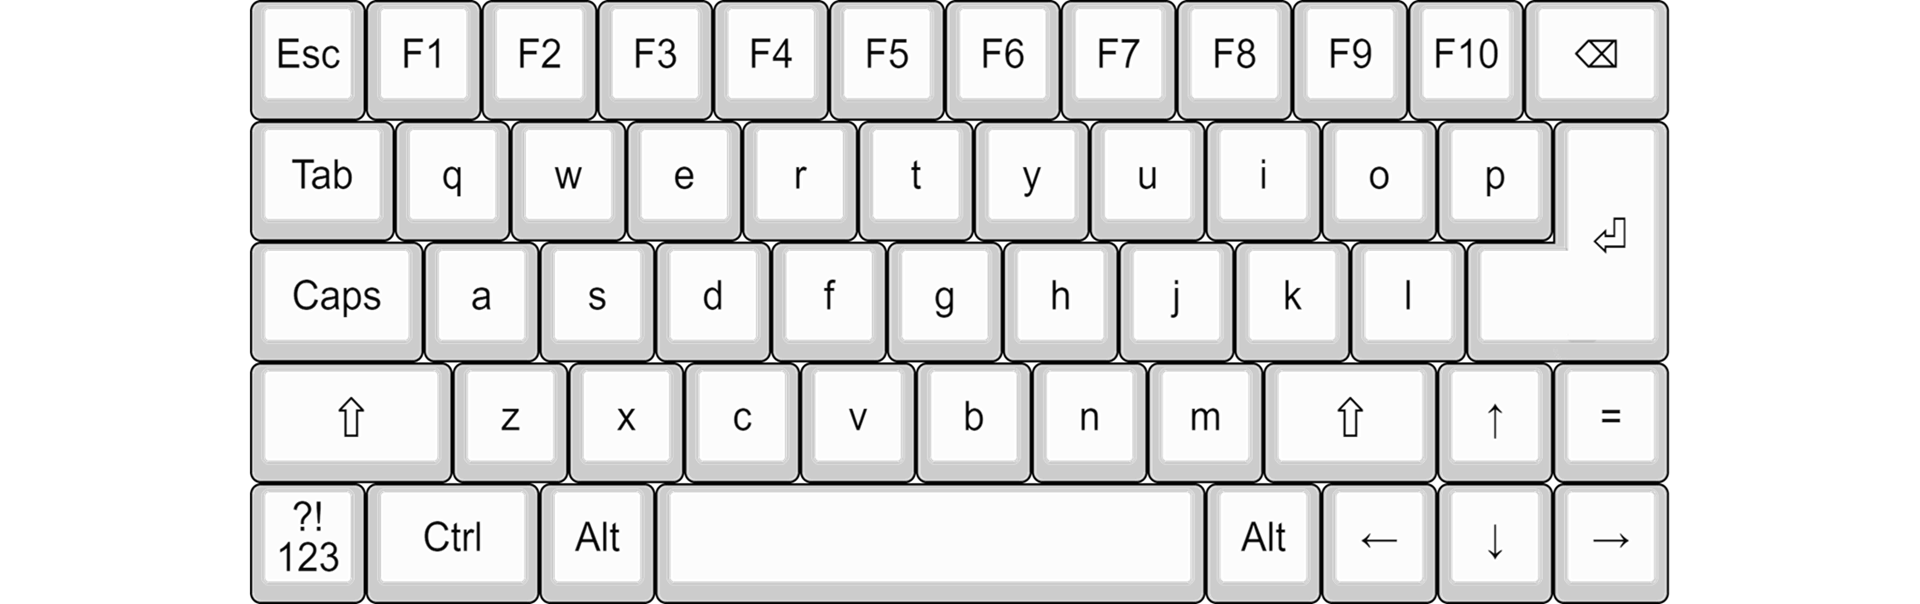 Esc F1 F2 F3 F4 F5 F6 F7 F8 F9 F10 ⌫
Tab q w e r t y u i o p ⏎
Caps a s d f g h j k l
⇧ z x c v b n m ⇧ ↑ =
?!
123 Ctrl Alt Alt ← ↓ →